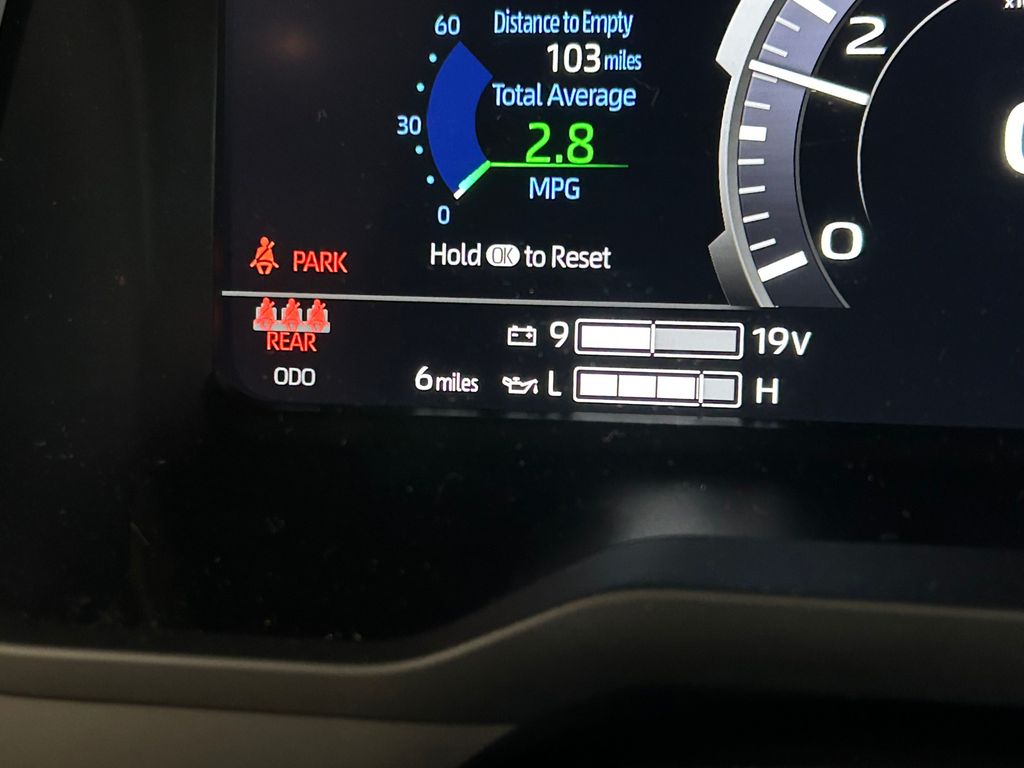 60
Distance to Empty
103 miles
Total Average
30
2.8
MPG
0
Hold OK to Reset
2
0
PARK
REAR
ODO
6 miles
9
19V
L
H